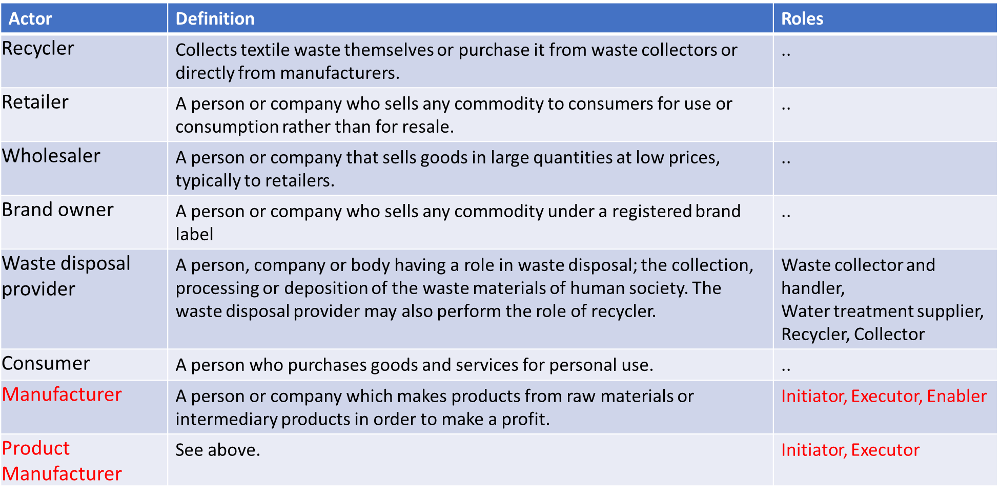 Actor Definition Roles
Recycler Collects textile waste themselves or purchase it from waste collectors or ..
directly from manufacturers.
Retailer A person or company who sells any commodity to consumers for use or ..
consumption rather than for resale.
Wholesaler A person or company that sells goods in large quantities at low prices, ..
typically to retailers.
Brand owner A person or company who sells any commodity under a registered brand ..
label
Waste disposal A person, company or body having a role in waste disposal; the collection, Waste collector and
provider processing or deposition of the waste materials of human society. The handler,
waste disposal provider may also perform the role of recycler. Water treatment supplier,
Recycler, Collector
Consumer A person who purchases goods and services for personal use. ..
Manufacturer A person or company which makes products from raw materials or Initiator, Executor, Enabler
intermediary products in order to make a profit.
Product See above. Initiator, Executor
Manufacturer